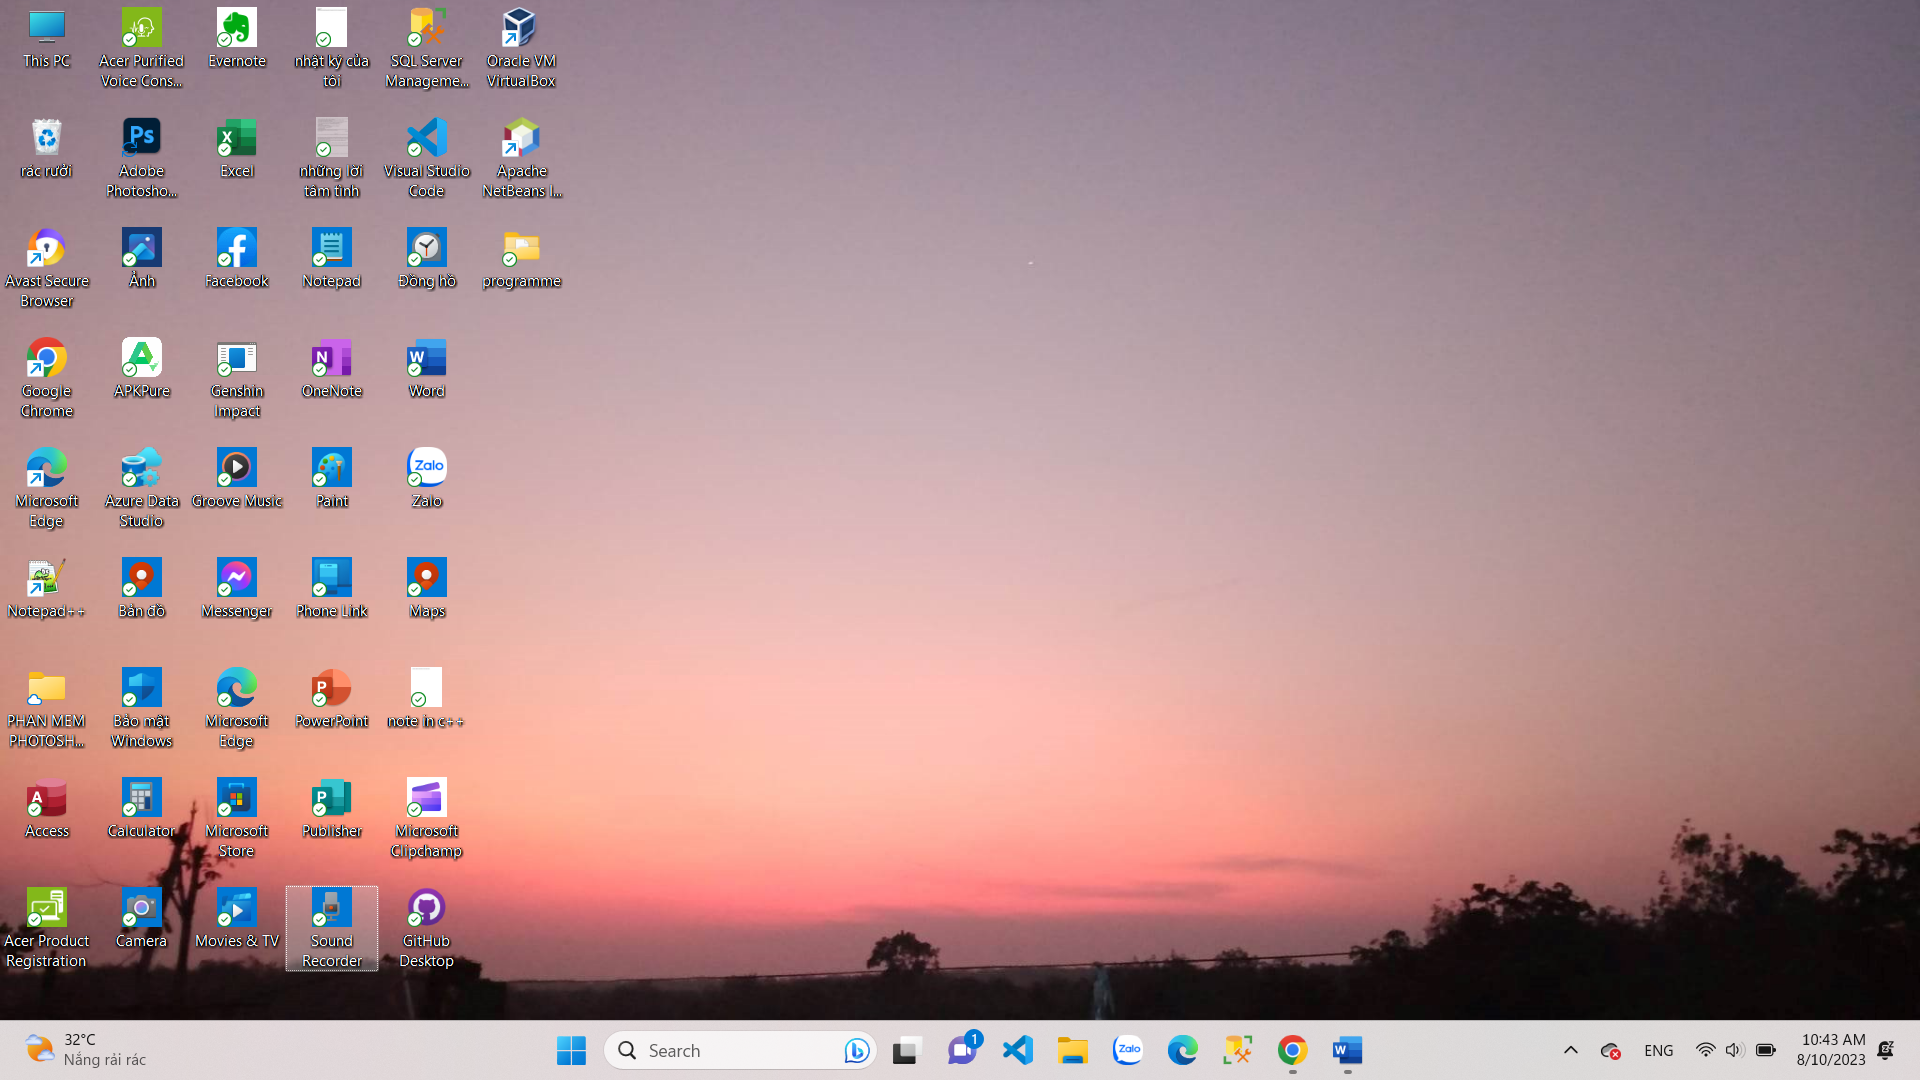 This PC
Acer Purified
Voice Cons...
Evernote
nhật ký của
tôi
SQL Server
Manageme...
Oracle VM
VirtualBox
rác rưởi
Ps
Adobe
Photosho...
Excel
những lời
tâm tình
Visual Studio
Code
Apache
NetBeans I...
Avast Secure
Browser
Ảnh
Facebook
Notepad
Đồng hồ
programme
Google
Chrome
APKPure
Genshin
Impact
N
OneNote
W
Word
Microsoft
Edge
Azure Data
Studio
Groove Music
Paint
Zalo
Zalo
Notepad++
Bản đồ
Messenger
Phone Link
Maps
PHAN MEM
PHOTOSH...
Bảo mật
Windows
Microsoft
Edge
P
PowerPoint
note in c++
A
Access
Calculator
Microsoft
Store
P
Publisher
Microsoft
Clipchamp
Acer Product
Registration
Camera
Movies & TV
Sound
Recorder
GitHub
Desktop
32°C
Nắng rải rác
Search
1
Zalo
W
ENG
10:43 AM
8/10/2023